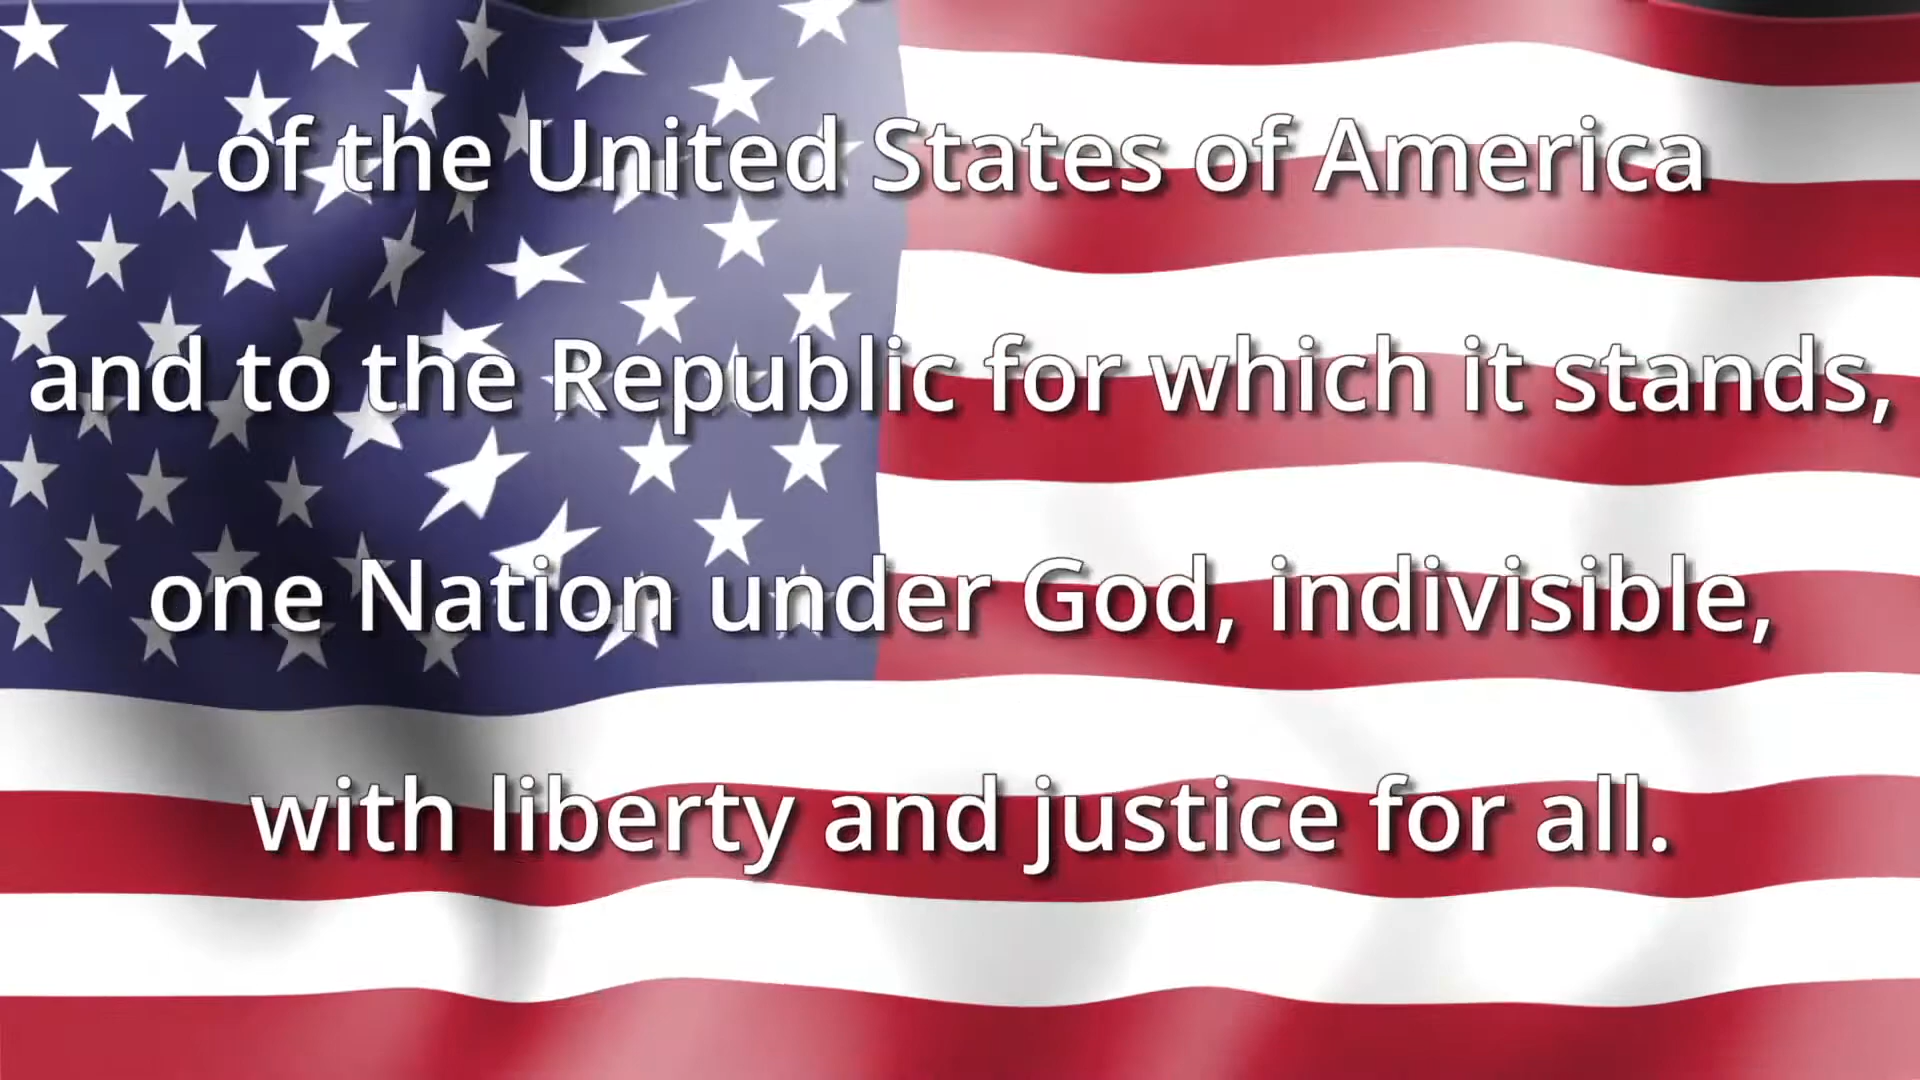 of the United States of America
and to the Republic for which it stands,
one Nation under God, indivisible,
with liberty and justice for all.